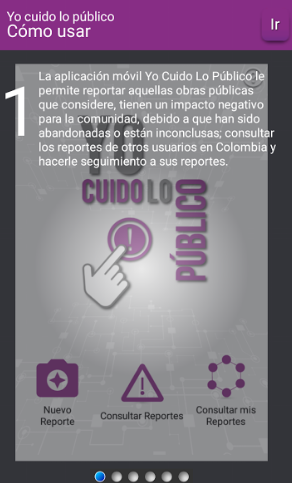 Yo cuido lo público
Cómo usar
Ir
1
La aplicación móvil Yo Cuido Lo Público le
permite reportar aquellas obras públicas
que considere, tienen un impacto negativo
para la comunidad, debido a que han sido
abandonadas o están inconclusas; consultar
los reportes de otros usuarios en Colombia y
hacerle seguimiento a sus reportes.
YO
CUIDO LO
PÚBLICO
Nuevo
Reporte
Consultar Reportes
Consultar mis
Reportes